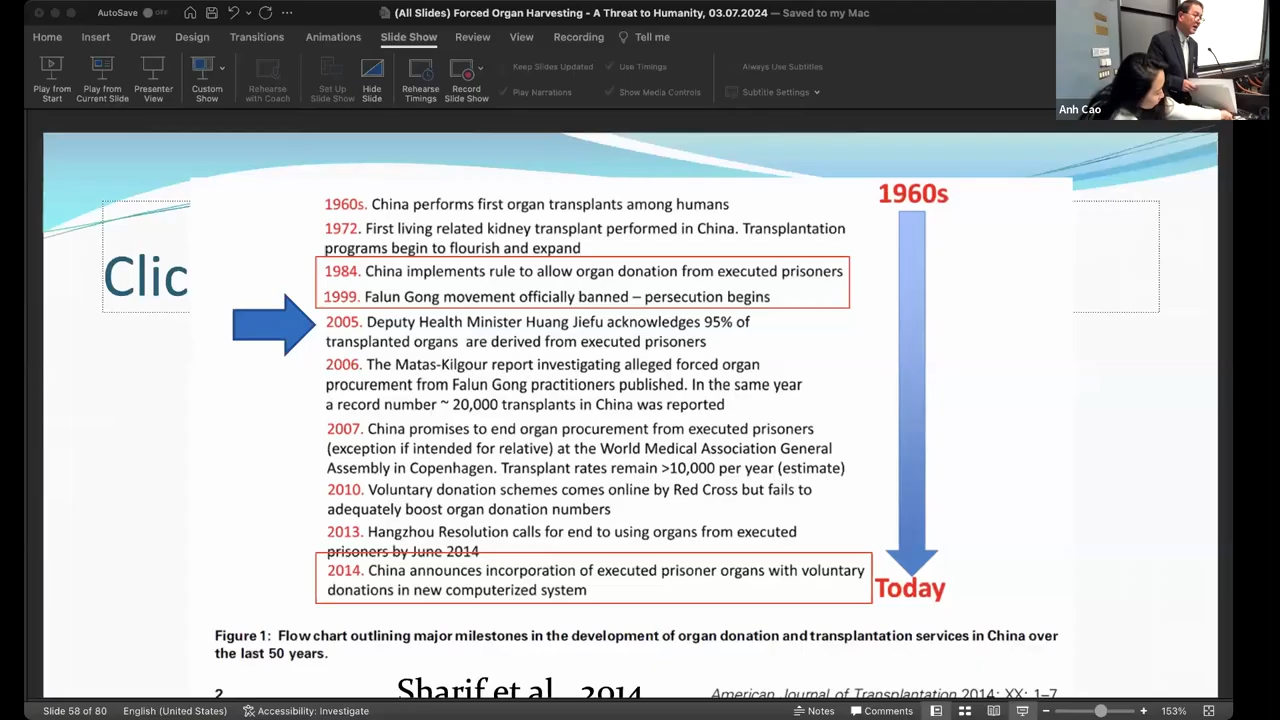 AutoSave OFF
(All Slides) Forced Organ Harvesting - A Threat to Humanity, 03.07.2024 — Saved to my Mac
Home Insert Draw Design Transitions Animations Slide Show Review View Recording Tell me
Play from Start
Play from Current Slide
Presenter View
Custom Show
Rehearse with Coach
Set Up Slide Show
Hide Slide
Rehearse Timings
Record Slide Show
Keep Slides Updated
Use Timings
Play Narrations
Show Media Controls
Always Use Subtitles
Subtitle Settings
Anh Cao
Clic
1960s. China performs first organ transplants among humans
1972. First living related kidney transplant performed in China. Transplantation
programs begin to flourish and expand
1984. China implements rule to allow organ donation from executed prisoners
1999. Falun Gong movement officially banned – persecution begins
2005. Deputy Health Minister Huang Jiefu acknowledges 95% of
transplanted organs are derived from executed prisoners
2006. The Matas-Kilgour report investigating alleged forced organ
procurement from Falun Gong practitioners published. In the same year
a record number ~ 20,000 transplants in China was reported
2007. China promises to end organ procurement from executed prisoners
(exception if intended for relative) at the World Medical Association General
Assembly in Copenhagen. Transplant rates remain >10,000 per year (estimate)
2010. Voluntary donation schemes comes online by Red Cross but fails to
adequately boost organ donation numbers
2013. Hangzhou Resolution calls for end to using organs from executed
prisoners by June 2014
2014. China announces incorporation of executed prisoner organs with voluntary
donations in new computerized system
1960s
Today
Figure 1: Flow chart outlining major milestones in the development of organ donation and transplantation services in China over
the last 50 years.
2
Sharif et al., 2014
American Journal of Transplantation 2014; XX: 1–7
Slide 58 of 80 English (United States) Accessibility: Investigate Notes Comments 153%